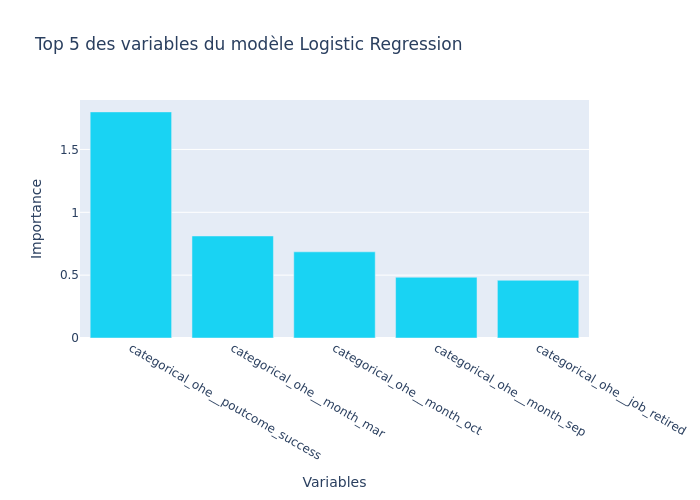 Top 5 des variables du modèle Logistic Regression
Importance
1.5
1
0.5
0
categorical_ohe__poutcome_success
categorical_ohe__month_mar
categorical_ohe__month_oct
categorical_ohe__month_sep
categorical_ohe__job_retired
Variables